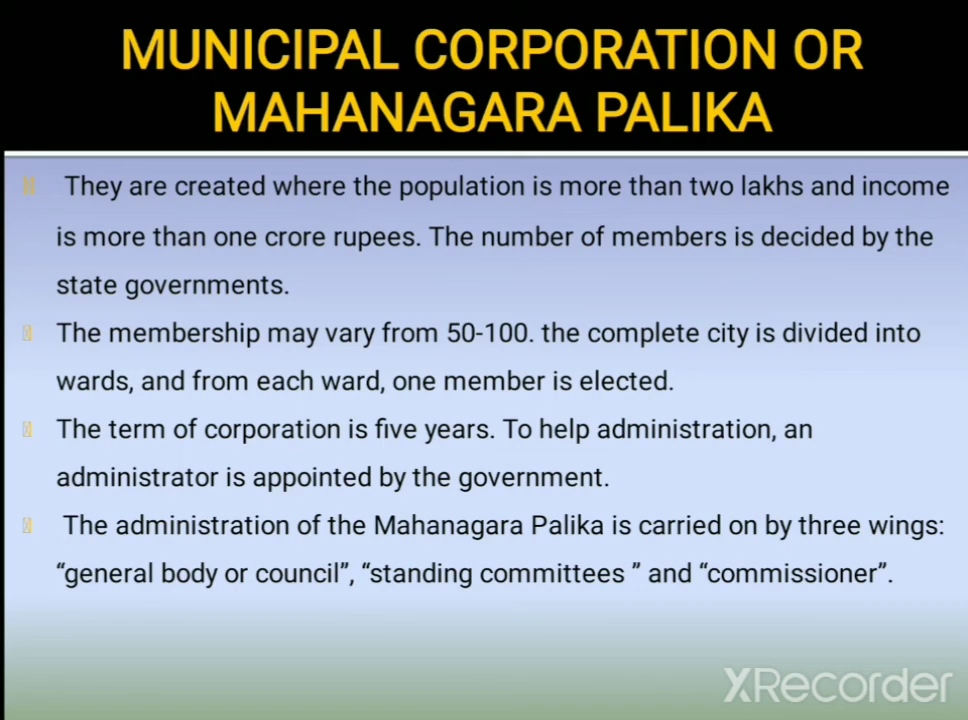 MUNICIPAL CORPORATION OR
MAHANAGARA PALIKA
They are created where the population is more than two lakhs and income
is more than one crore rupees. The number of members is decided by the
state governments.
The membership may vary from 50-100. the complete city is divided into
wards, and from each ward, one member is elected.
The term of corporation is five years. To help administration, an
administrator is appointed by the government.
The administration of the Mahanagara Palika is carried on by three wings:
“general body or council”, “standing committees ” and “commissioner”.
XRecorder